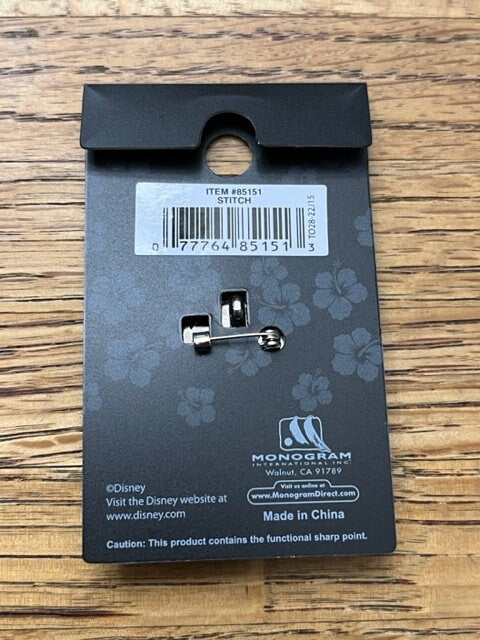 ITEM #85151
STITCH
0 77764 85151 3
TO28-22J15
MONOGRAM
INTERNATIONAL INC.
Walnut, CA 91789
Visit us online at
www.MonogramDirect.com
©Disney
Visit the Disney website at
www.disney.com
Made in China
Caution: This product contains the functional sharp point.